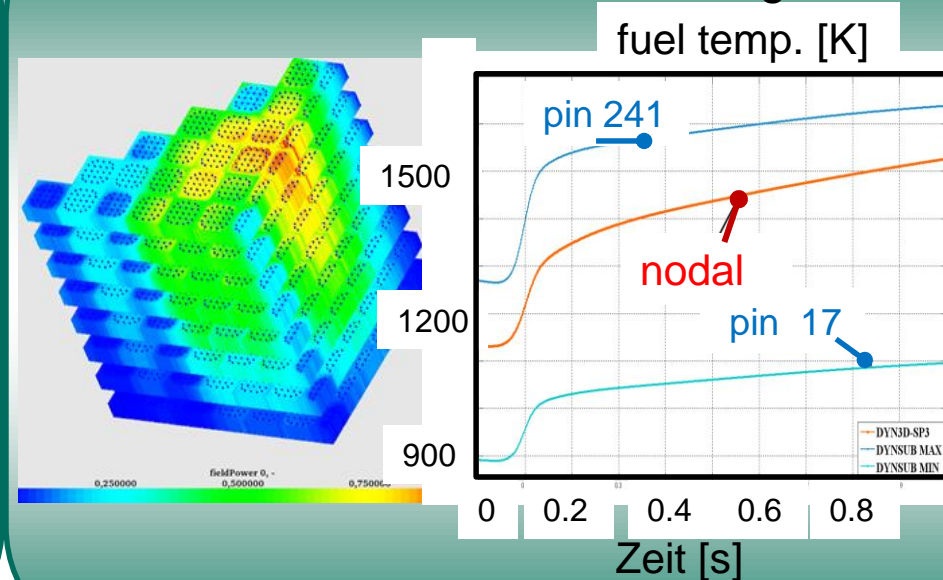 fuel temp. [K]
pin 241
1500
nodal
1200
pin 17
900
DYN3D-SP3
DYNSUB MAX
DYNSUB MIN
fieldPower 0, -
0,250000 0,500000
0 0.2 0.4 0.6 0.8
Zeit [s]